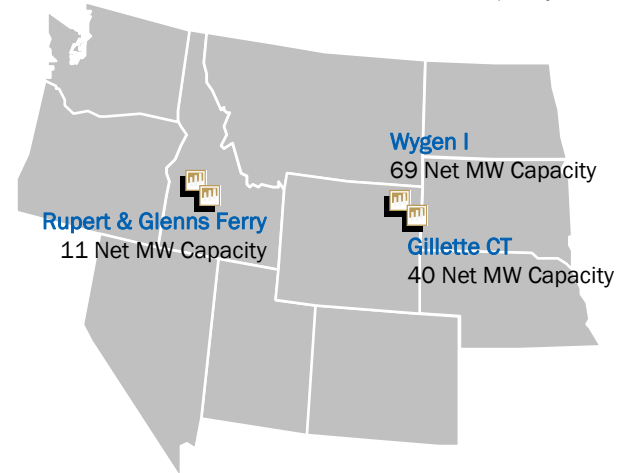 Wygen I
69 Net MW Capacity
Rupert & Glenns Ferry
11 Net MW Capacity
Gillette CT
40 Net MW Capacity